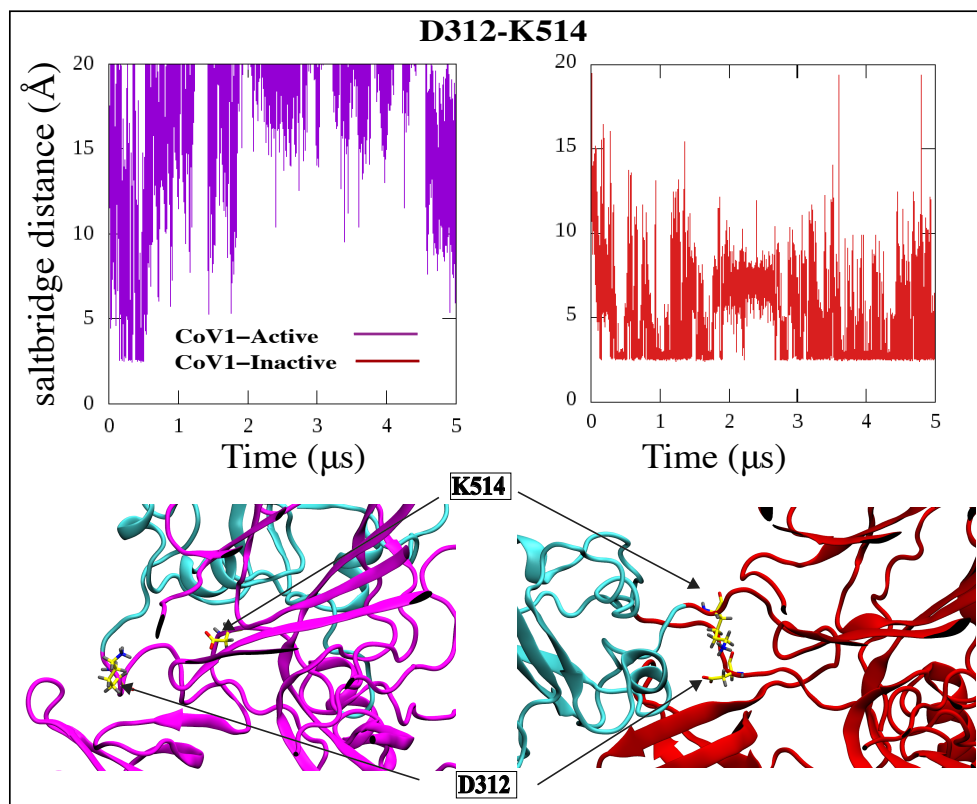 D312-K514
saltbridge distance (Å)
20
15
10
5
0
0 1 2 3 4 5
Time (μs)
CoV1–Active
CoV1–Inactive
20
15
10
5
0
0 1 2 3 4 5
Time (μs)
K514
D312